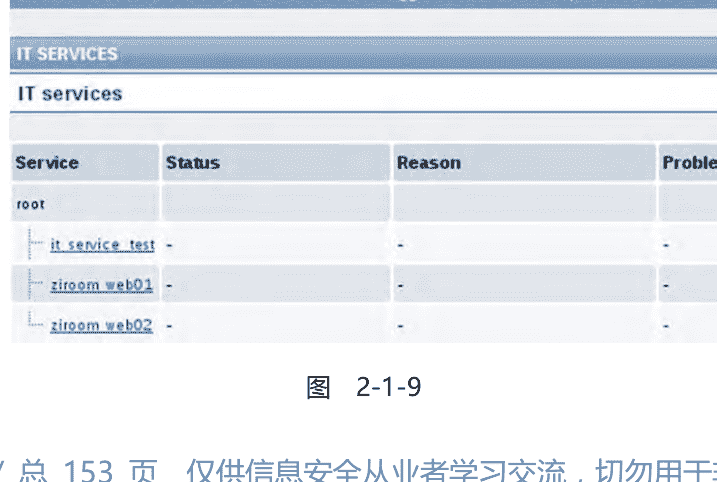 IT SERVICES
IT services
Service Status Reason
root
it service test - - -
ziroom web01 - - -
ziroom web02 - - -
图 2-1-9
/ 总 153 页 仅供信息安全从业者学习交流，切勿用于